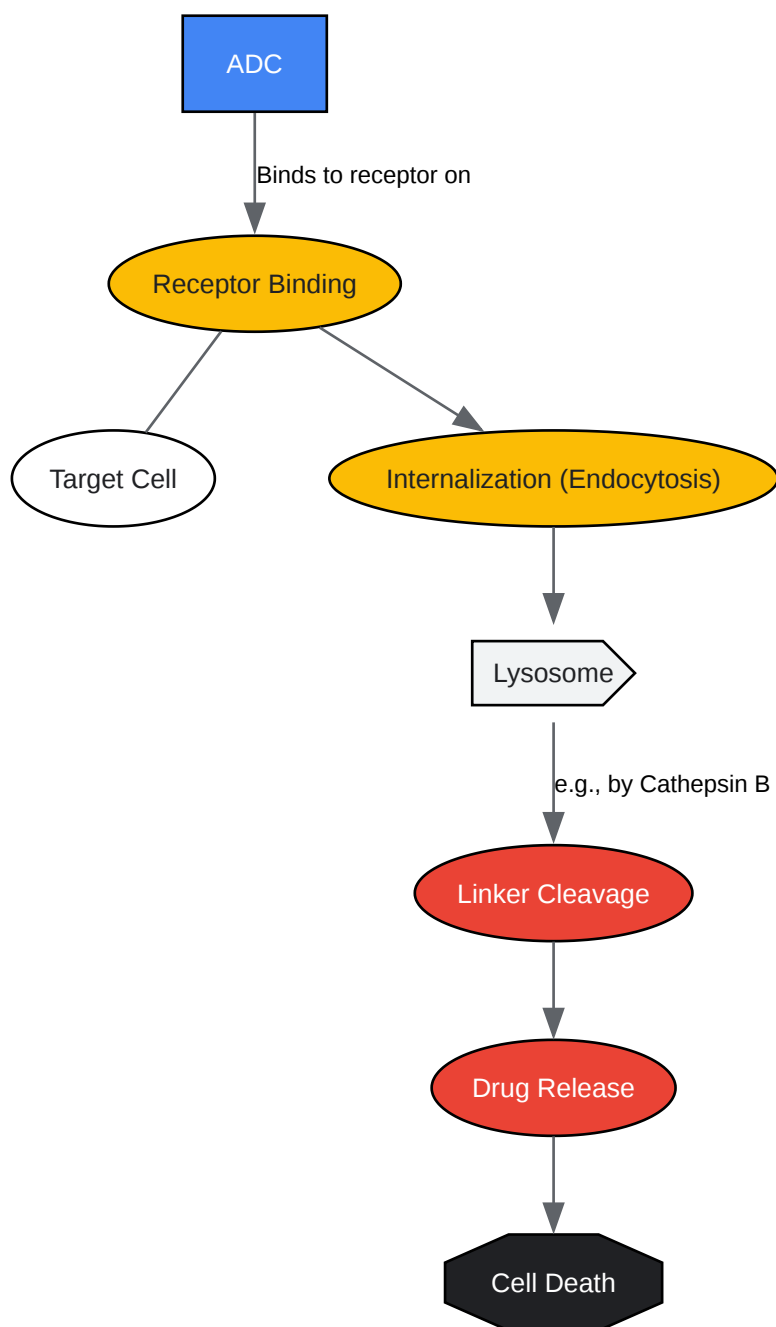 ADC
Binds to receptor on
Receptor Binding
Target Cell
Internalization (Endocytosis)
Lysosome
e.g., by Cathepsin B
Linker Cleavage
Drug Release
Cell Death